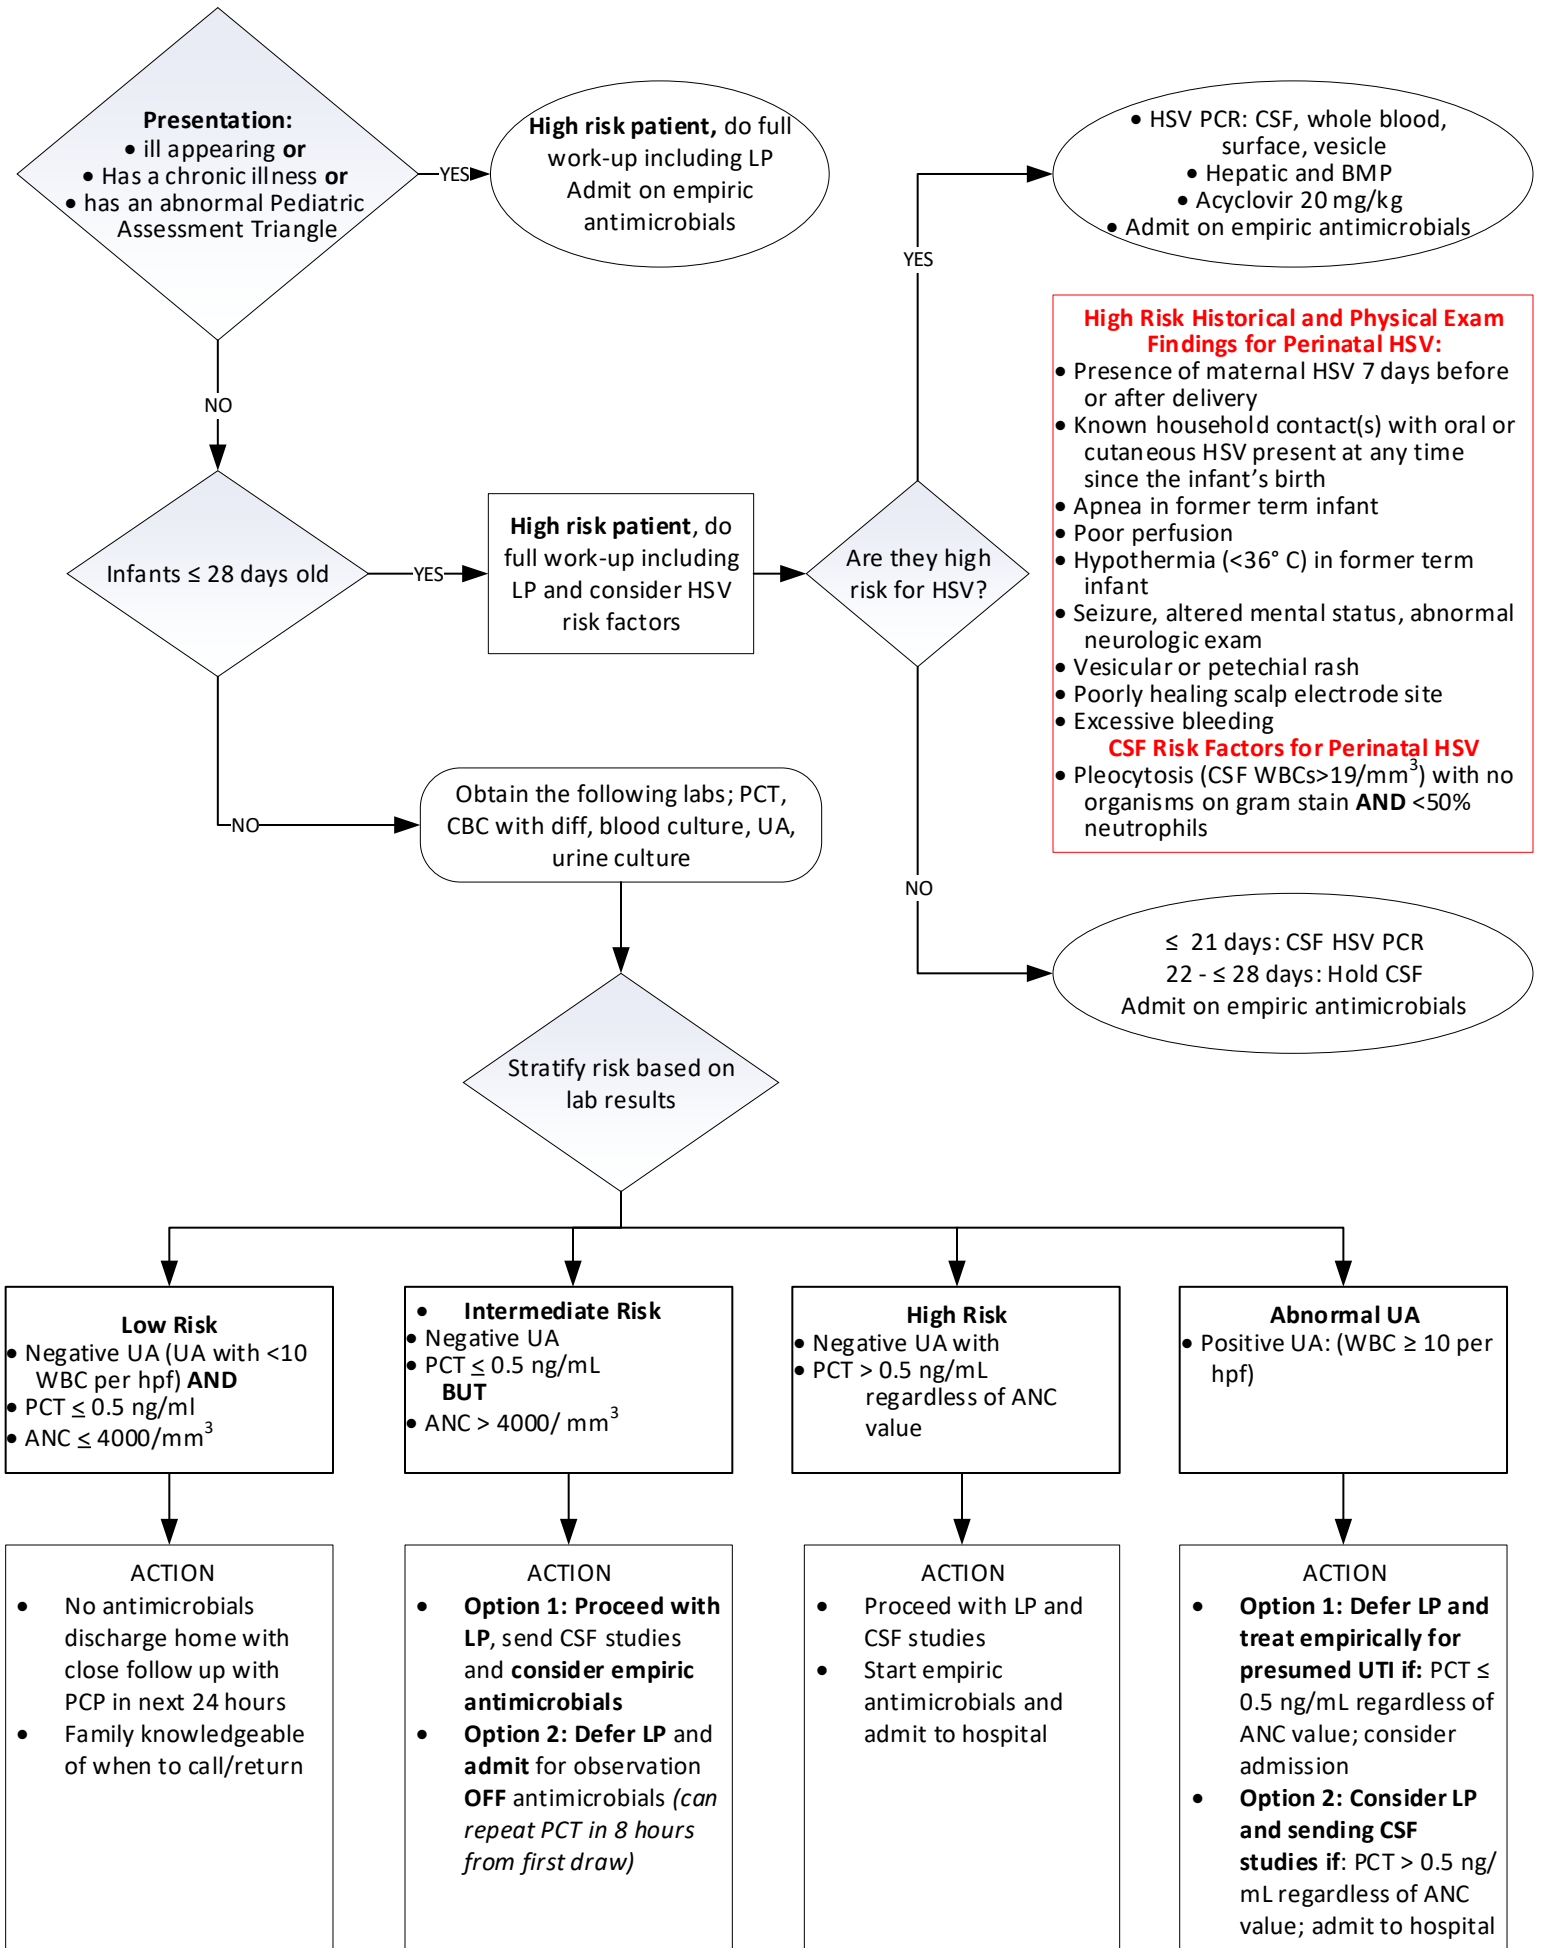 Presentation:
• ill appearing or
• Has a chronic illness or
• has an abnormal Pediatric
Assessment Triangle
YES
High risk patient, do full
work-up including LP
Admit on empiric
antimicrobials
NO
Infants ≤ 28 days old
YES
High risk patient, do
full work-up including
LP and consider HSV
risk factors
Are they high
risk for HSV?
YES
• HSV PCR: CSF, whole blood,
surface, vesicle
• Hepatic and BMP
• Acyclovir 20 mg/kg
• Admit on empiric antimicrobials
High Risk Historical and Physical Exam
Findings for Perinatal HSV:
• Presence of maternal HSV 7 days before
or after delivery
• Known household contact(s) with oral or
cutaneous HSV present at any time
since the infant’s birth
• Apnea in former term infant
• Poor perfusion
• Hypothermia (<36° C) in former term
infant
• Seizure, altered mental status, abnormal
neurologic exam
• Vesicular or petechial rash
• Poorly healing scalp electrode site
• Excessive bleeding
CSF Risk Factors for Perinatal HSV
• Pleocytosis (CSF WBCs>19/mm³) with no
organisms on gram stain AND <50%
neutrophils
NO
≤ 21 days: CSF HSV PCR
22 - ≤ 28 days: Hold CSF
Admit on empiric antimicrobials
NO
Obtain the following labs; PCT,
CBC with diff, blood culture, UA,
urine culture
Stratify risk based on
lab results
Low Risk
• Negative UA (UA with <10
WBC per hpf) AND
• PCT ≤ 0.5 ng/ml
• ANC ≤ 4000/mm³
• Intermediate Risk
• Negative UA
• PCT ≤ 0.5 ng/mL
BUT
• ANC > 4000/ mm³
High Risk
• Negative UA with
• PCT > 0.5 ng/mL
regardless of ANC
value
Abnormal UA
• Positive UA: (WBC ≥ 10 per
hpf)
ACTION
• No antimicrobials
discharge home with
close follow up with
PCP in next 24 hours
• Family knowledgeable
of when to call/return
ACTION
• Option 1: Proceed with
LP, send CSF studies
and consider empiric
antimicrobials
• Option 2: Defer LP and
admit for observation
OFF antimicrobials (can
repeat PCT in 8 hours
from first draw)
ACTION
• Proceed with LP and
CSF studies
• Start empiric
antimicrobials and
admit to hospital
ACTION
• Option 1: Defer LP and
treat empirically for
presumed UTI if: PCT ≤
0.5 ng/mL regardless of
ANC value; consider
admission
• Option 2: Consider LP
and sending CSF
studies if: PCT > 0.5 ng/
mL regardless of ANC
value; admit to hospital